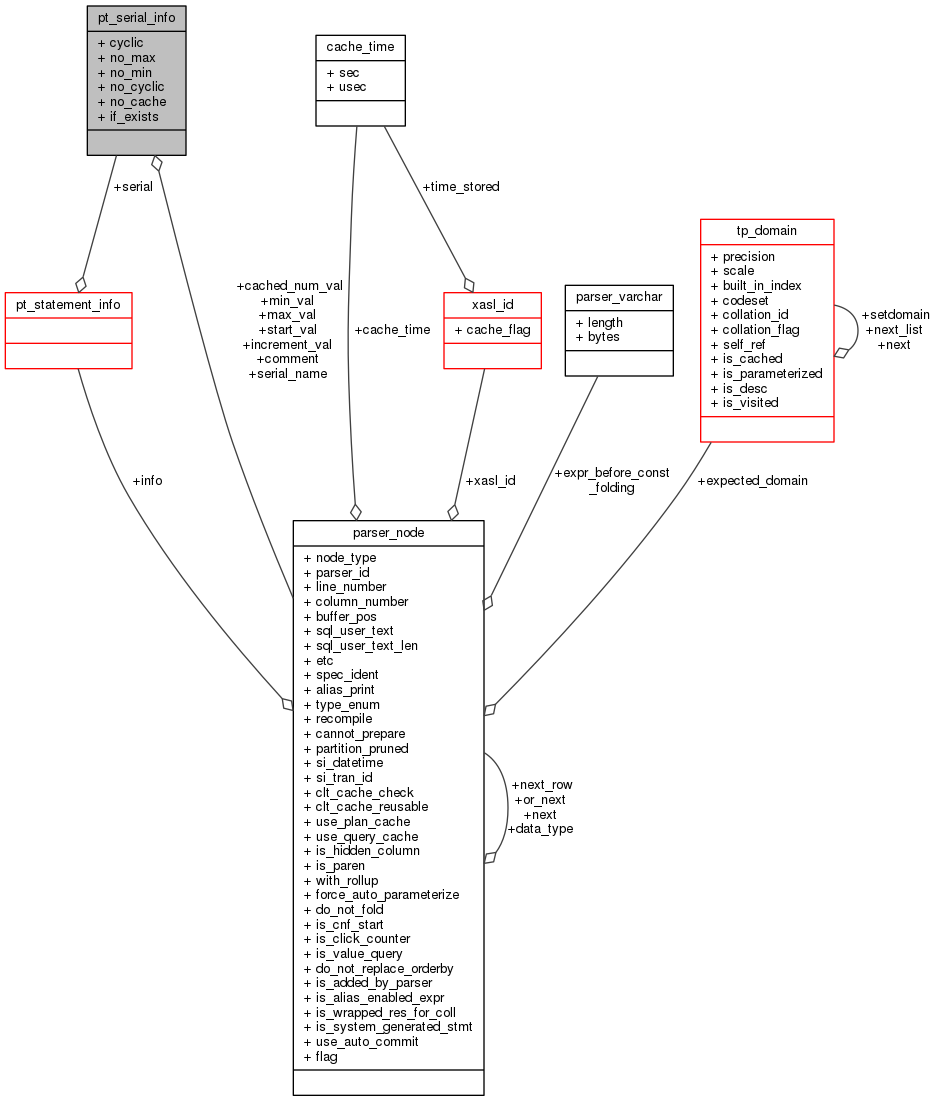 pt_serial_info
+ cyclic
+ no_max
+ no_min
+ no_cyclic
+ no_cache
+ if_exists
cache_time
+ sec
+ usec
+serial
+time_stored
tp_domain
+ precision
+ scale
+ built_in_index
+ codeset
+ collation_id
+ collation_flag
+ self_ref
+ is_cached
+ is_parameterized
+ is_desc
+ is_visited
+setdomain
+next_list
+next
pt_statement_info
+cached_num_val
+min_val
+max_val
+start_val
+increment_val
+comment
+serial_name
+cache_time
xasl_id
+ cache_flag
parser_varchar
+ length
+ bytes
+info
+xasl_id
+expr_before_const
_folding
+expected_domain
parser_node
+ node_type
+ parser_id
+ line_number
+ column_number
+ buffer_pos
+ sql_user_text
+ sql_user_text_len
+ etc
+ spec_ident
+ alias_print
+ type_enum
+ recompile
+ cannot_prepare
+ partition_pruned
+ si_datetime
+ si_tran_id
+ clt_cache_check
+ clt_cache_reusable
+ use_plan_cache
+ use_query_cache
+ is_hidden_column
+ is_paren
+ with_rollup
+ force_auto_parameterize
+ do_not_fold
+ is_cnf_start
+ is_click_counter
+ is_value_query
+ do_not_replace_orderby
+ is_added_by_parser
+ is_alias_enabled_expr
+ is_wrapped_res_for_coll
+ is_system_generated_stmt
+ use_auto_commit
+ flag
+next_row
+or_next
+next
+data_type